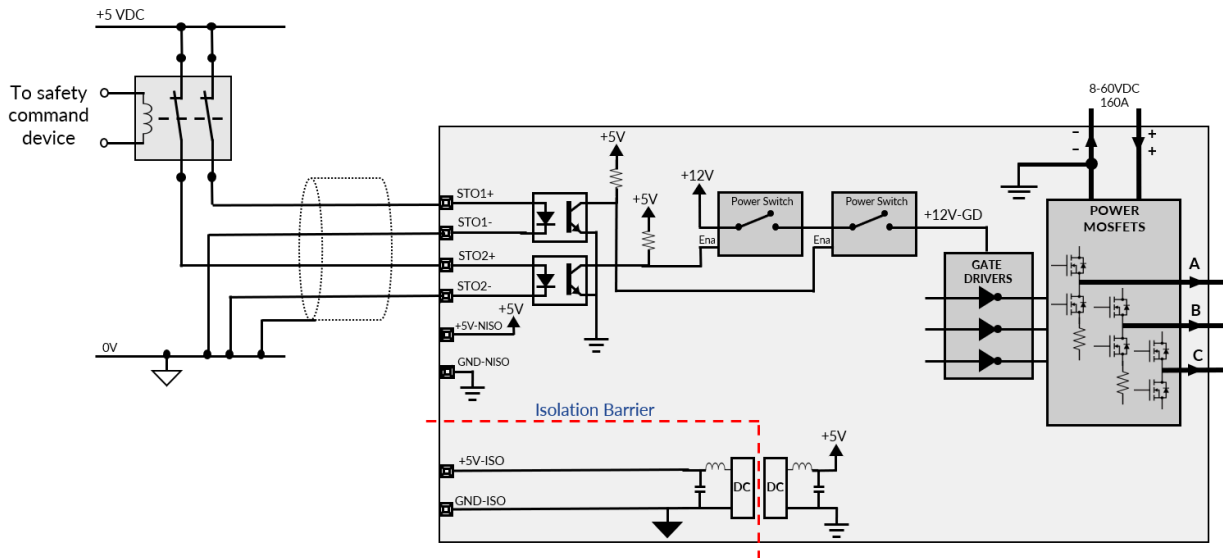 +5 VDC
To safety
command
device
0V
STO1+
STO1-
STO2+
STO2-
+5V-NISO
GND-NISO
+5V
+5V
+5V
+12V
Power Switch
Power Switch
Ena
Ena
+12V-GD
8-60VDC
160A
-
-
+
+
POWER
MOSFETS
GATE
DRIVERS
A
B
C
Isolation Barrier
+5V-ISO
GND-ISO
DC
DC
+5V